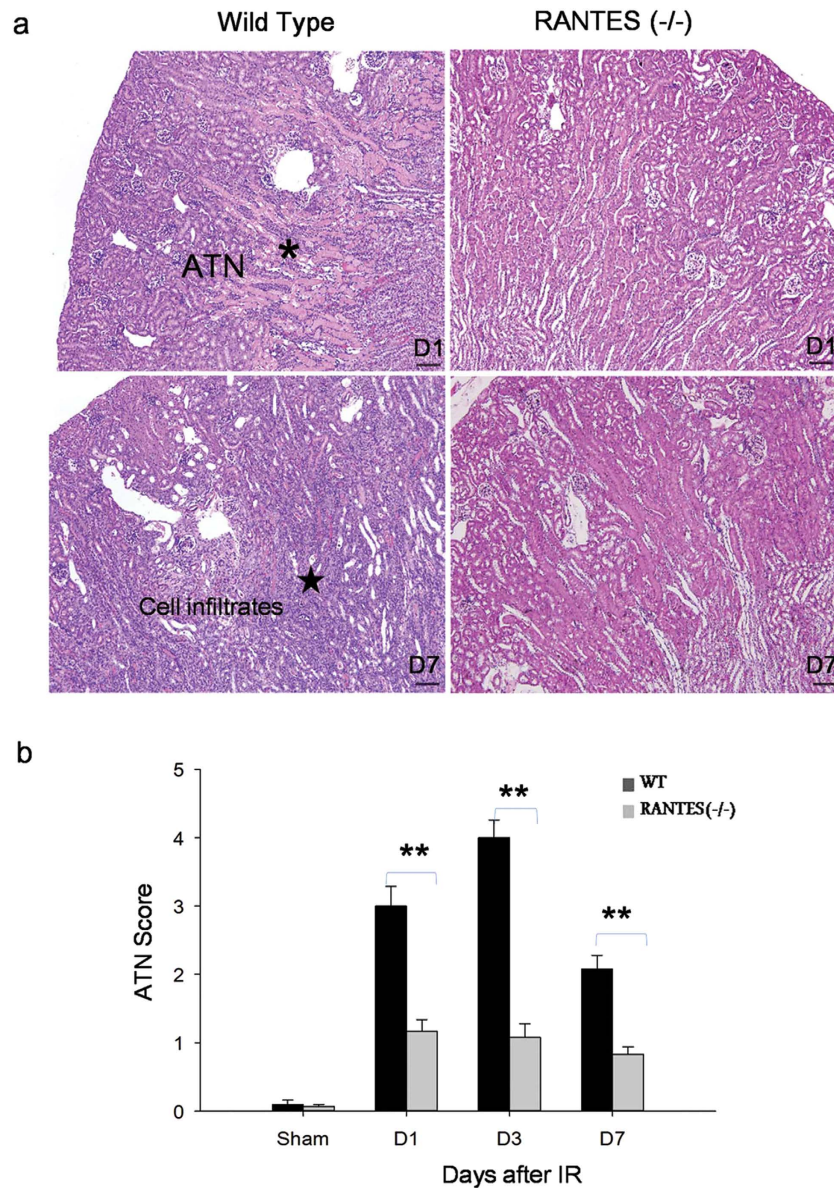 a
Wild Type
RANTES (-/-)
*
ATN
D1
D1
★
Cell infiltrates
D7
D7
b
5
4
3
2
1
0
ATN Score
WT
RANTES(-/-)
**
**
**
Sham
D1
D3
D7
Days after IR